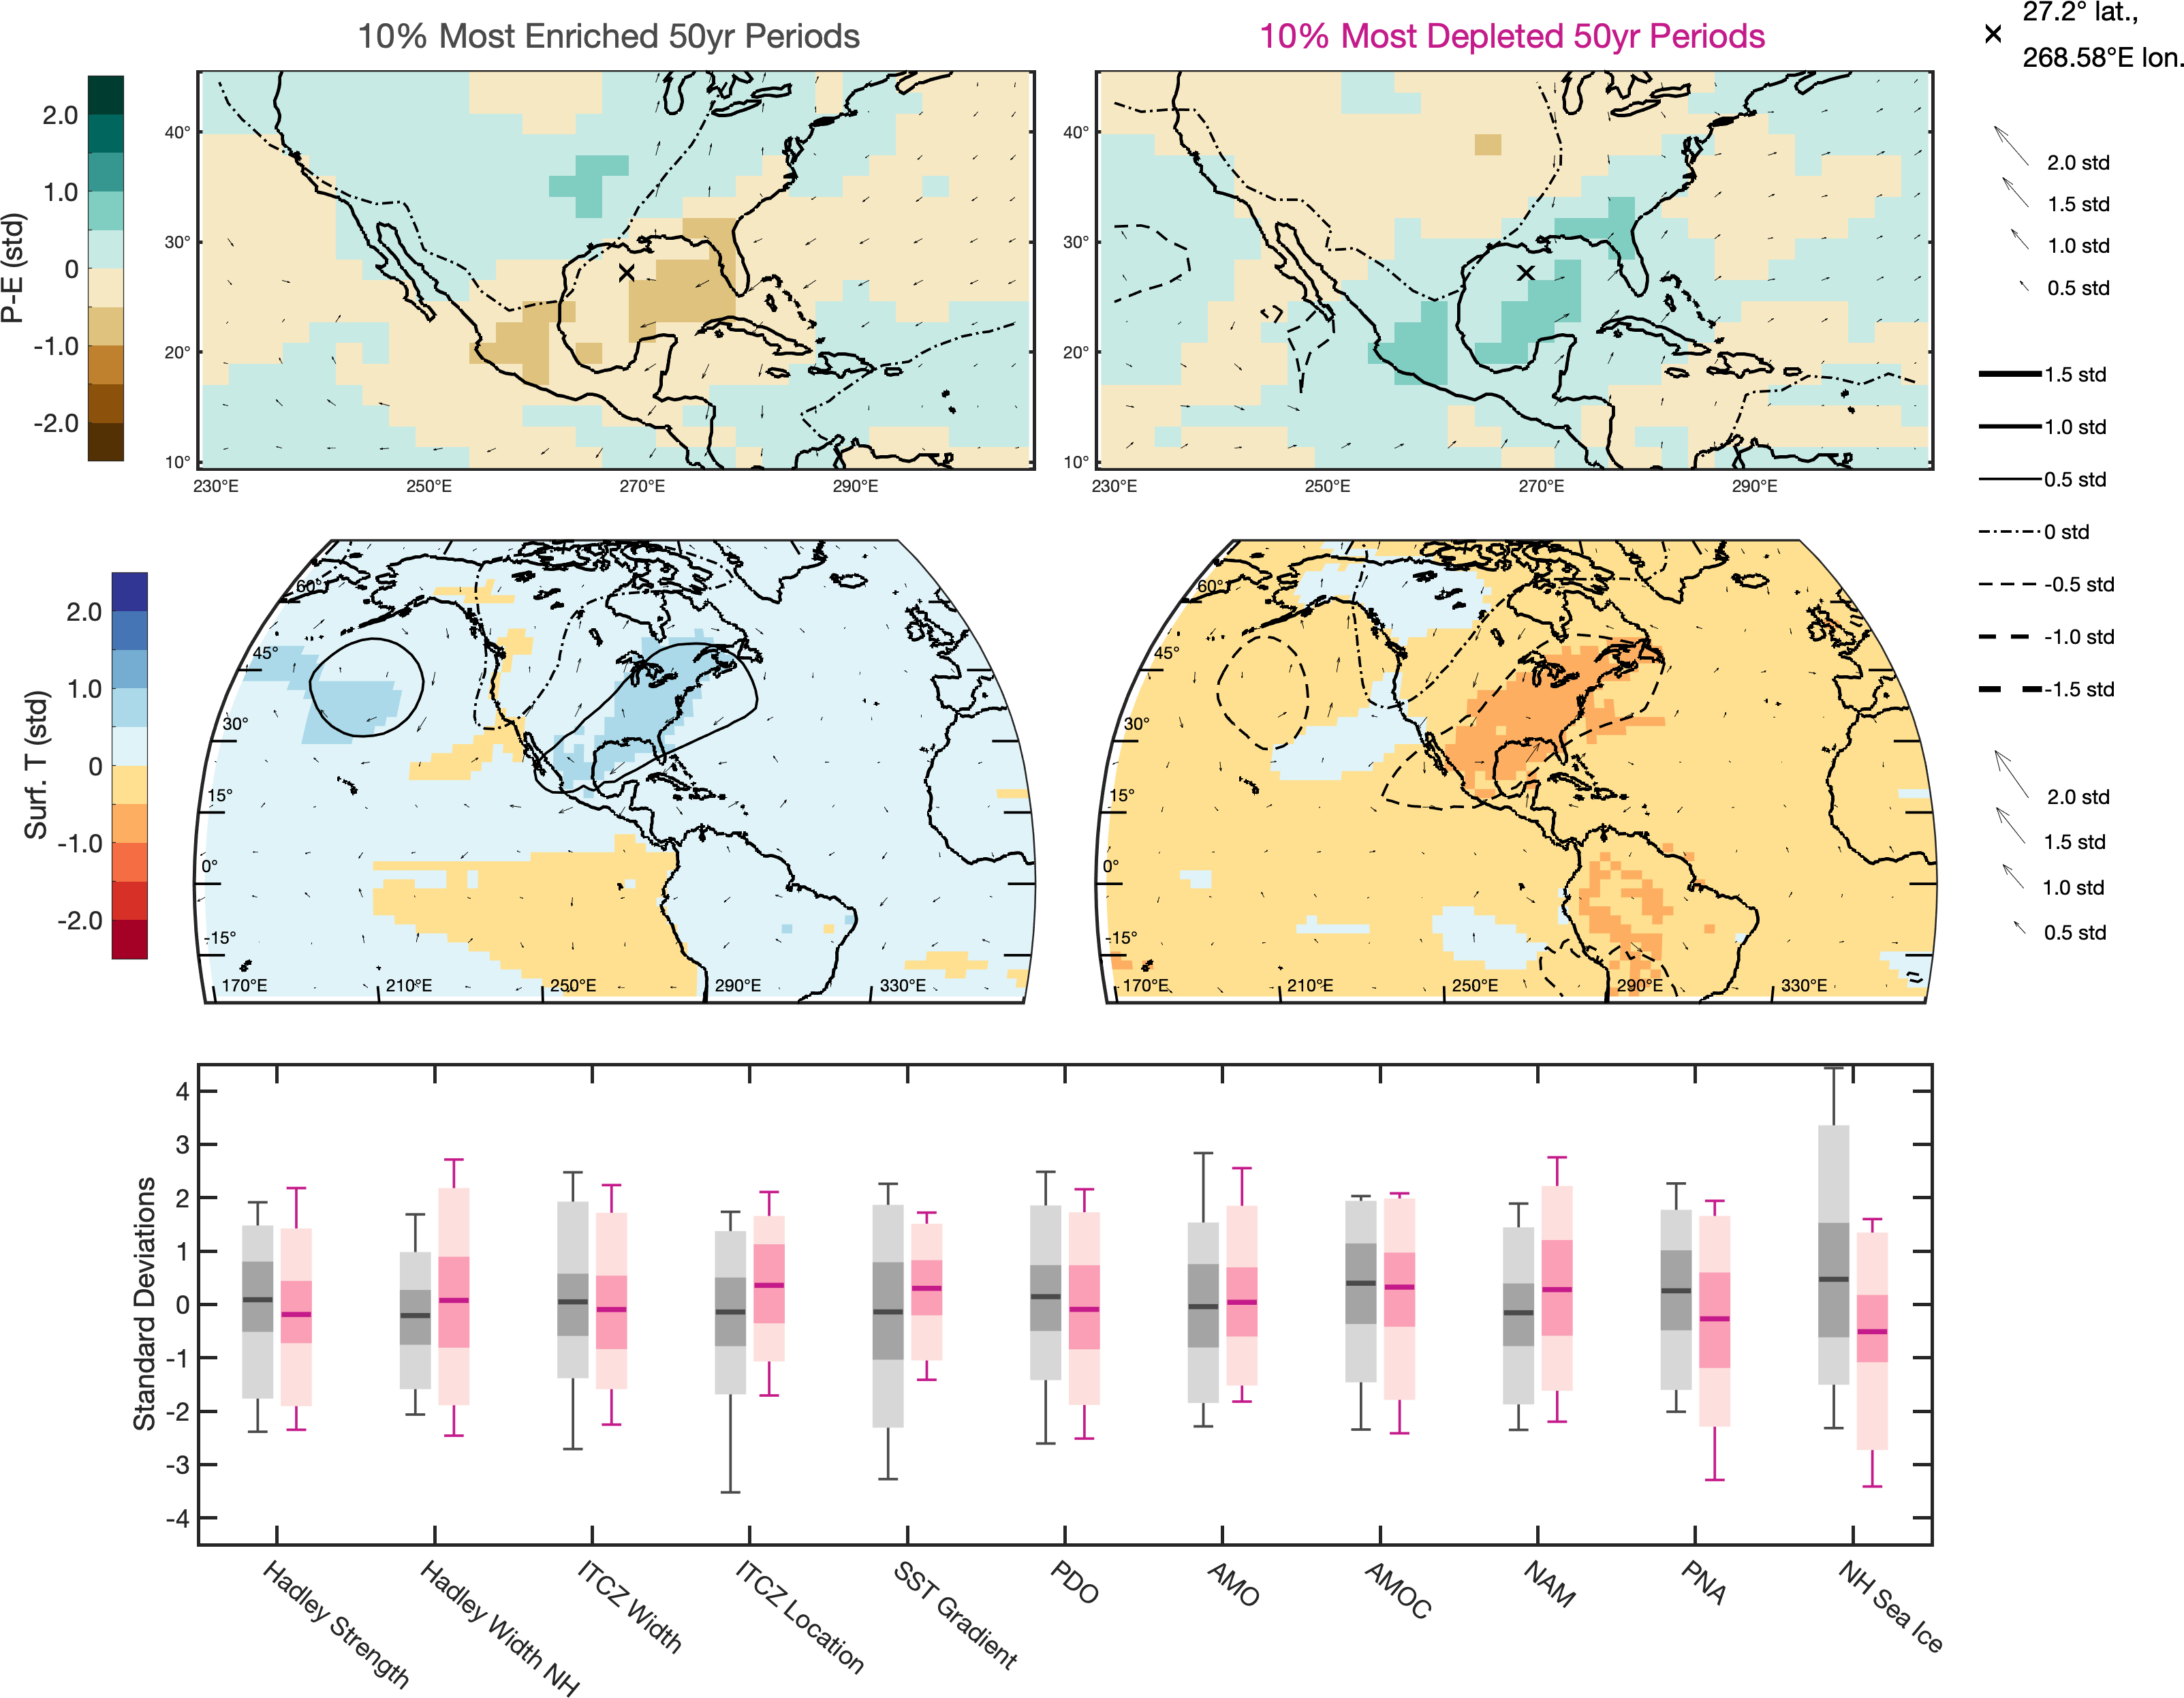 10% Most Enriched 50yr Periods
10% Most Depleted 50yr Periods
27.2° lat.,
268.58°E lon.
P-E (std)
2.0
1.0
0
-1.0
-2.0
40°
30°
20°
10°
230°E
250°E
270°E
290°E
40°
30°
20°
10°
230°E
250°E
270°E
290°E
2.0 std
1.5 std
1.0 std
0.5 std
1.5 std
1.0 std
0.5 std
0 std
-0.5 std
-1.0 std
-1.5 std
Surf. T (std)
2.0
1.0
0
-1.0
-2.0
60°
45°
30°
15°
0°
-15°
170°E
210°E
250°E
290°E
330°E
60°
45°
30°
15°
0°
-15°
170°E
210°E
250°E
290°E
330°E
2.0 std
1.5 std
1.0 std
0.5 std
Standard Deviations
4
3
2
1
0
-1
-2
-3
-4
Hadley Strength
Hadley Width NH
ITCZ Width
ITCZ Location
SST Gradient
PDO
AMO
AMOC
NAM
PNA
NH Sea Ice